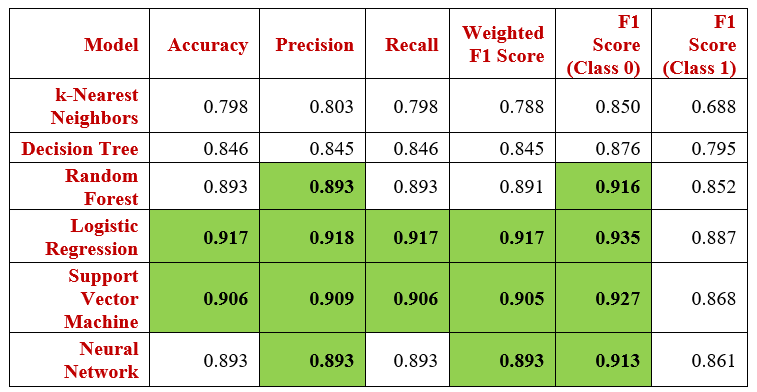 Model Accuracy Precision Recall Weighted F1 Score F1 Score (Class 0) F1 Score (Class 1)
k-Nearest Neighbors 0.798 0.803 0.798 0.788 0.850 0.688
Decision Tree 0.846 0.845 0.846 0.845 0.876 0.795
Random Forest 0.893 0.893 0.893 0.891 0.916 0.852
Logistic Regression 0.917 0.918 0.917 0.917 0.935 0.887
Support Vector Machine 0.906 0.909 0.906 0.905 0.927 0.868
Neural Network 0.893 0.893 0.893 0.893 0.913 0.861